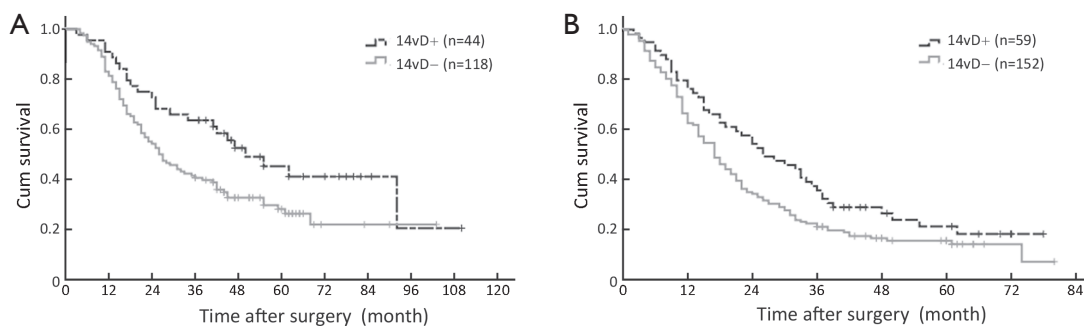 A
14vD+ (n=44)
14vD− (n=118)
Cum survival
1.0
0.8
0.6
0.4
0.2
0
0 12 24 36 48 60 72 84 96 108 120
Time after surgery (month)
B
14vD+ (n=59)
14vD− (n=152)
Cum survival
1.0
0.8
0.6
0.4
0.2
0
0 12 24 36 48 60 72 84
Time after surgery (month)